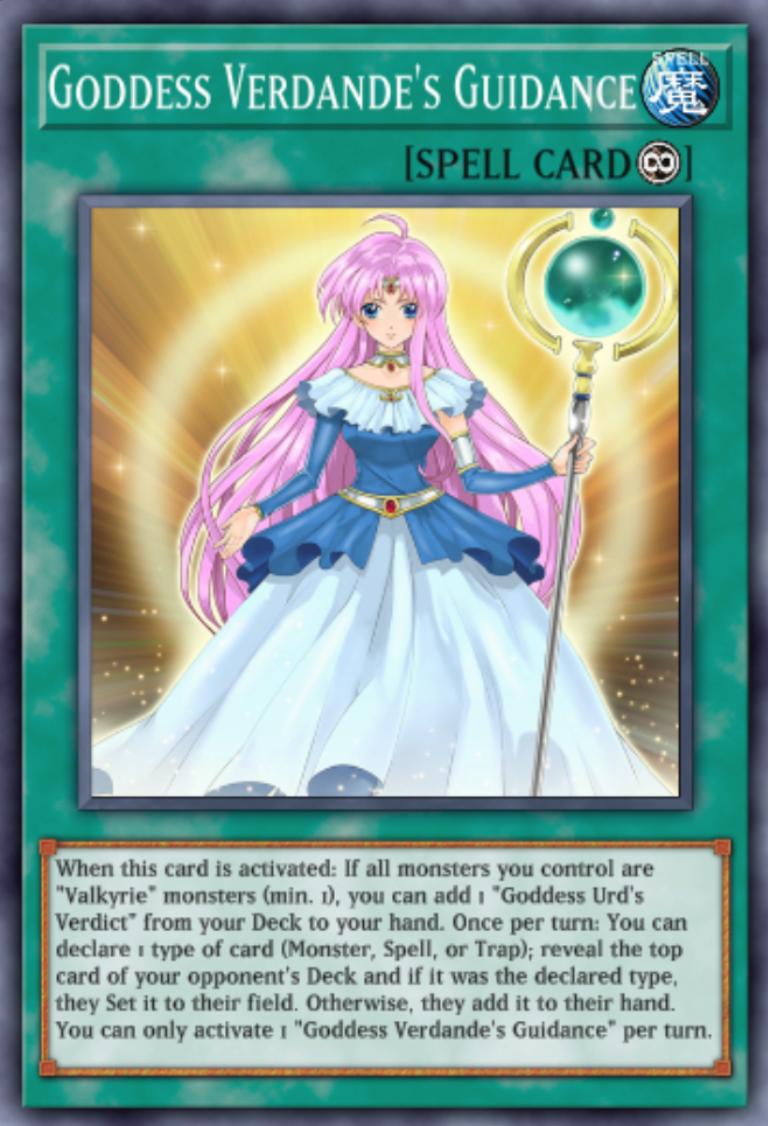 GODDESS VERDANDE'S GUIDANCE
SPELL
魔
[SPELL CARD♾]
When this card is activated: If all monsters you control are
"Valkyrie" monsters (min. 1), you can add 1 "Goddess Urd's
Verdict" from your Deck to your hand. Once per turn: You can
declare 1 type of card (Monster, Spell, or Trap); reveal the top
card of your opponent's Deck and if it was the declared type,
they Set it to their field. Otherwise, they add it to their hand.
You can only activate 1 "Goddess Verdande's Guidance" per turn.